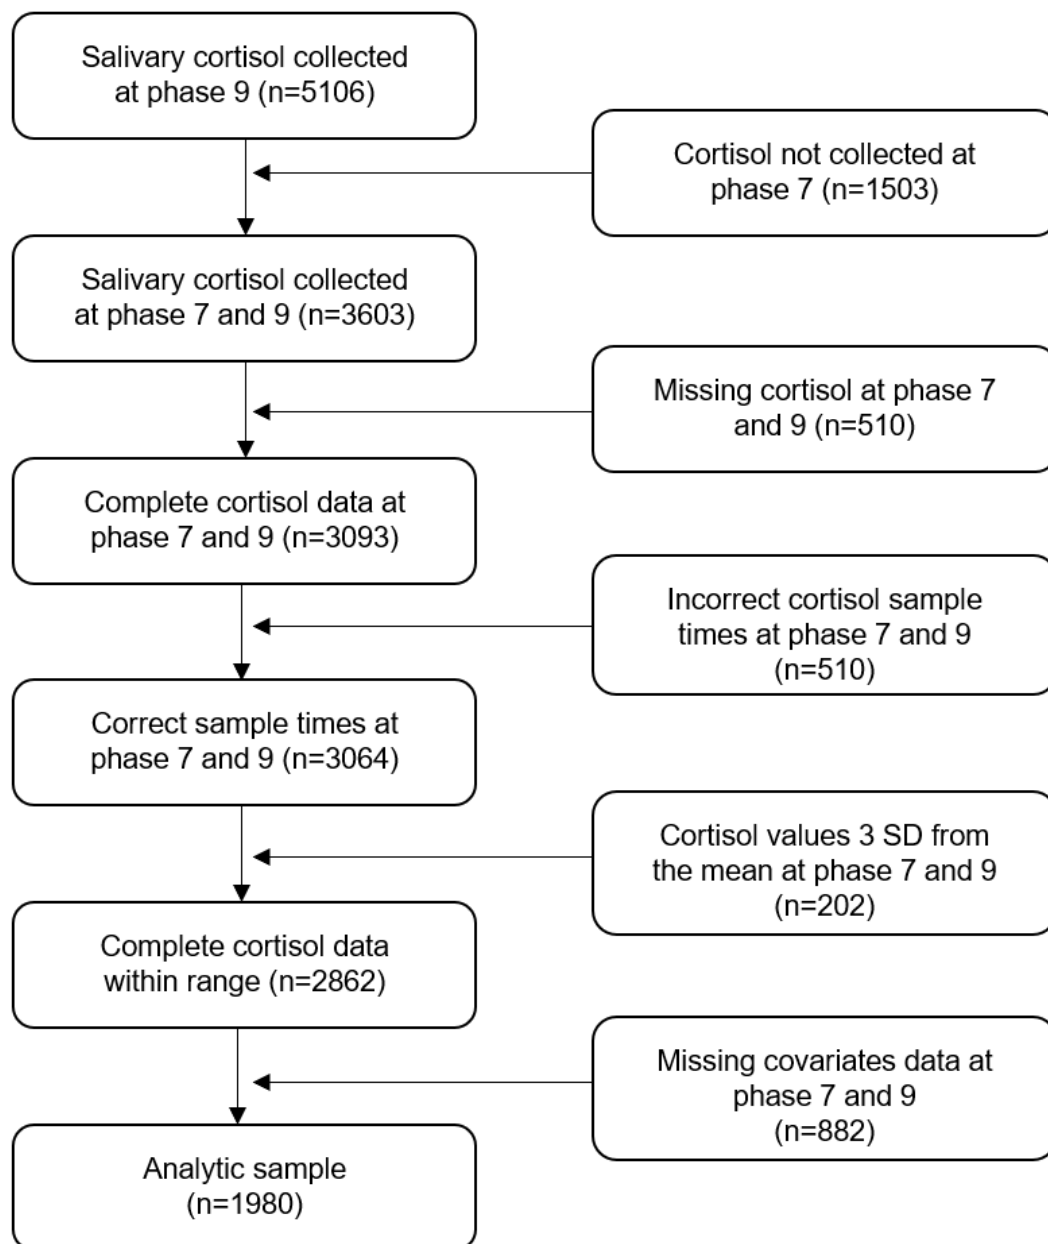 Salivary cortisol collected
at phase 9 (n=5106)
Cortisol not collected at
phase 7 (n=1503)
Salivary cortisol collected
at phase 7 and 9 (n=3603)
Missing cortisol at phase 7
and 9 (n=510)
Complete cortisol data at
phase 7 and 9 (n=3093)
Incorrect cortisol sample
times at phase 7 and 9
(n=510)
Correct sample times at
phase 7 and 9 (n=3064)
Cortisol values 3 SD from
the mean at phase 7 and 9
(n=202)
Complete cortisol data
within range (n=2862)
Missing covariates data at
phase 7 and 9
(n=882)
Analytic sample
(n=1980)